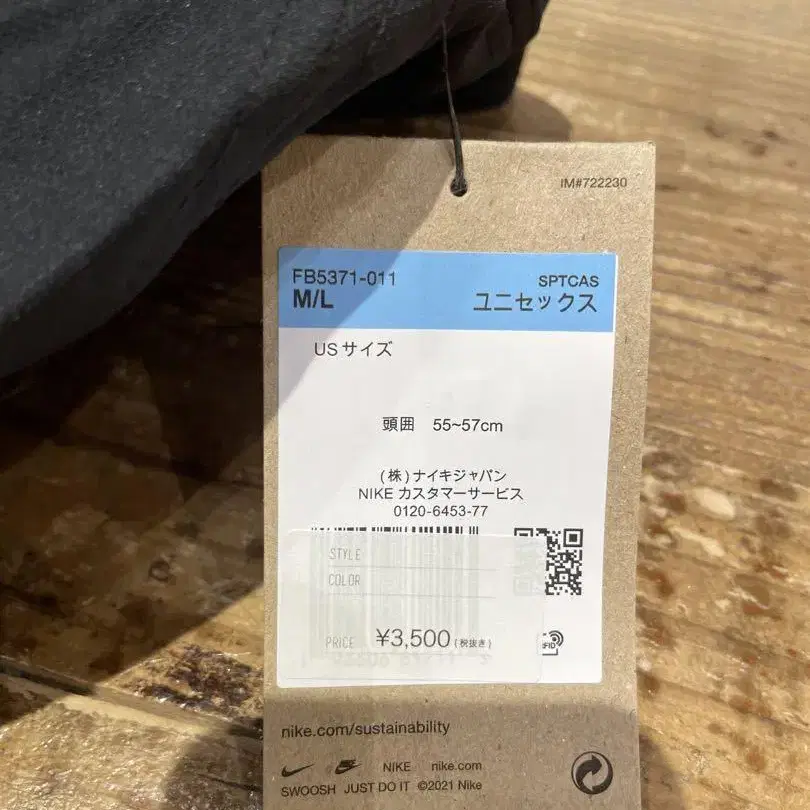 IM#722230
FB5371-011 SPTCAS
M/L ユニセックス
US サイズ
頭囲 55~57cm
(株)ナイキジャパン
NIKE カスタマーサービス
0120-6453-77
STYLE
COLOR
PRICE ¥3,500(税抜き)
nike.com/sustainability
NIKE nike.com
SWOOSH JUST DO IT ©2021 Nike